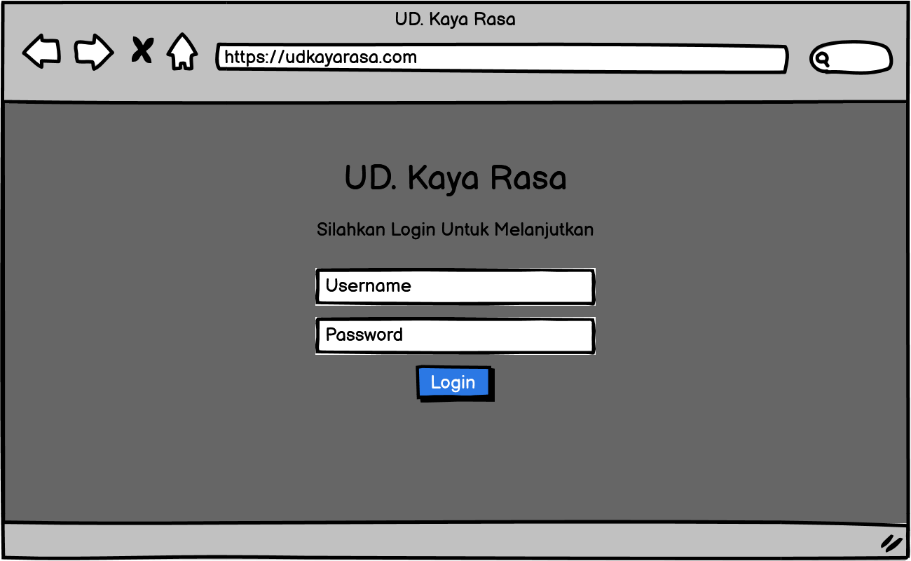 UD. Kaya Rasa
https://udkayarasa.com
UD. Kaya Rasa
Silahkan Login Untuk Melanjutkan
Username
Password
Login